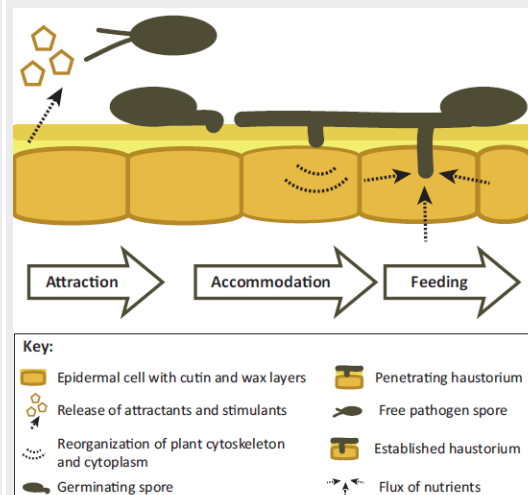 Attraction
Accommodation
Feeding
Key:
Epidermal cell with cutin and wax layers
Release of attractants and stimulants
Reorganization of plant cytoskeleton
and cytoplasm
Germinating spore
Penetrating haustorium
Free pathogen spore
Established haustorium
Flux of nutrients